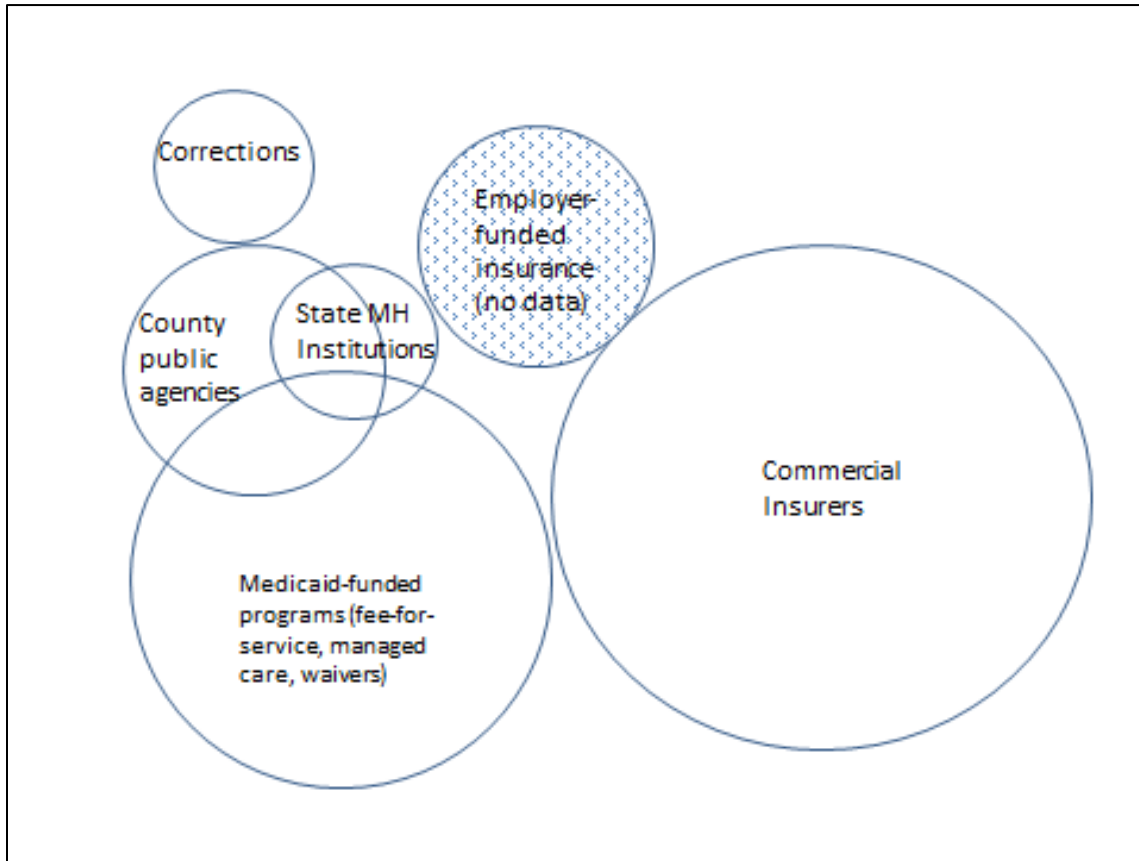 Corrections
Employer-
funded
insurance
(no data)
State MH
Institutions
County
public
agencies
Commercial
Insurers
Medicaid-funded
programs (fee-for-
service, managed
care, waivers)